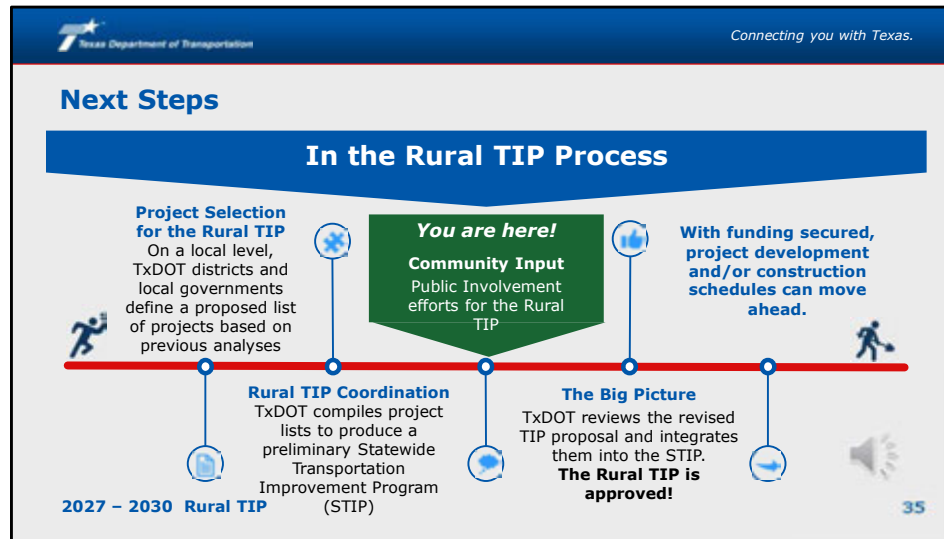 Texas Department of Transportation
Connecting you with Texas.
Next Steps
In the Rural TIP Process
Project Selection
for the Rural TIP
On a local level,
TxDOT districts and
local governments
define a proposed list
of projects based on
previous analyses
Rural TIP Coordination
TxDOT compiles project
lists to produce a
preliminary Statewide
Transportation
Improvement Program
(STIP)
You are here!
Community Input
Public Involvement
efforts for the Rural
TIP
The Big Picture
TxDOT reviews the revised
TIP proposal and integrates
them into the STIP.
The Rural TIP is
approved!
With funding secured,
project development
and/or construction
schedules can move
ahead.
2027 – 2030 Rural TIP
35